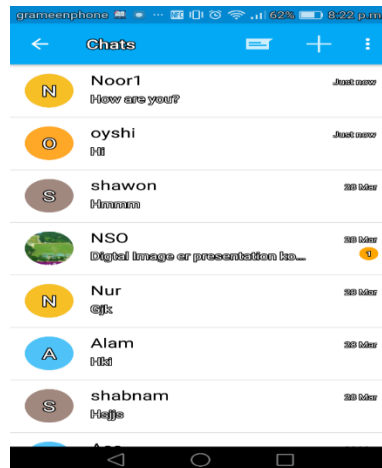 grameenphone 62% 8:22 p.m
Chats
N Noor1 Just now
How are you?
O oyshi Just now
Hi
S shawon 28 Mar
Hmmm
NSO 28 Mar
Digtal Image er presentation ko... 1
N Nur 28 Mar
Gjk
A Alam 28 Mar
Hki
S shabnam 28 Mar
Hsjjs